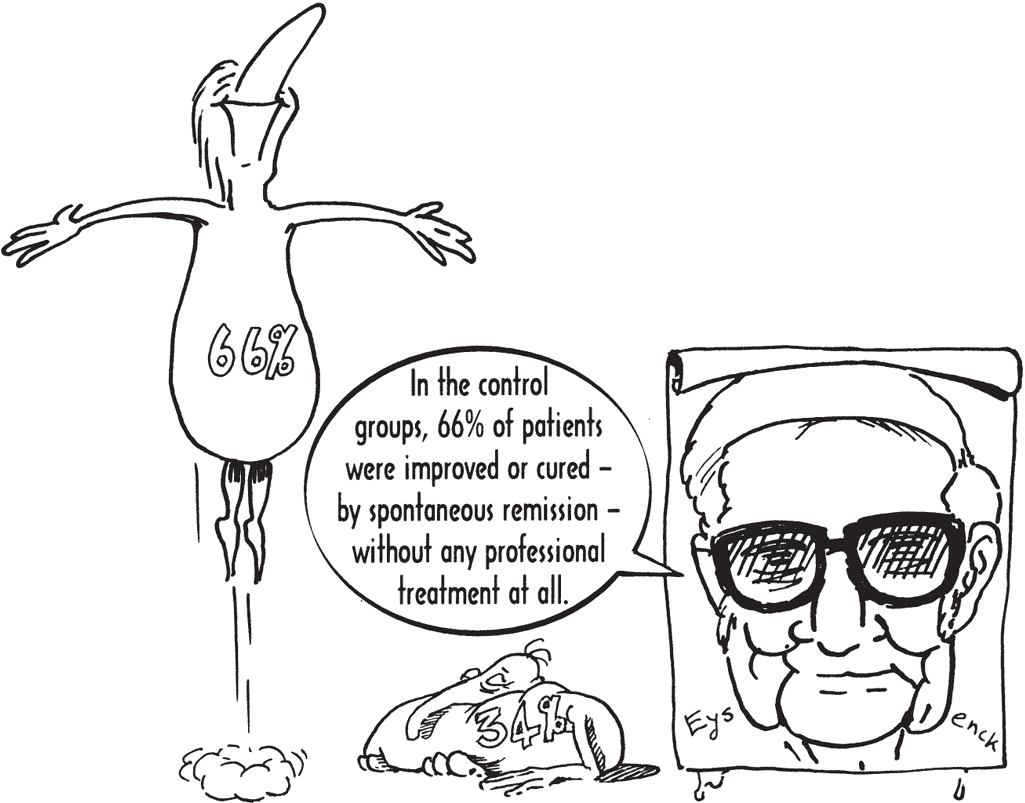 66%
In the control
groups, 66% of patients
were improved or cured –
by spontaneous remission –
without any professional
treatment at all.
34%
Eys
enck